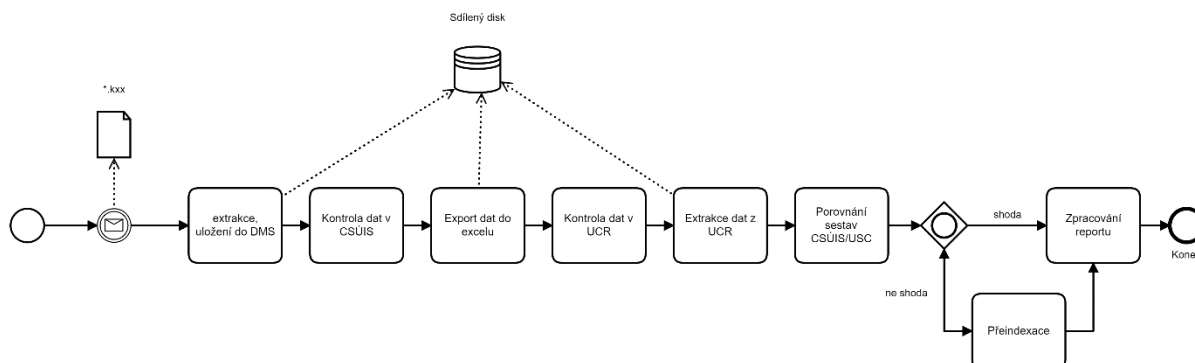 Sdílený disk
*.kxx
extrakce,
uložení do DMS
Kontrola dat v
CSÚIS
Export dat do
excelu
Kontrola dat v
UCR
Extrakce dat z
UCR
Porovnání
sestav
CSÚIS/USC
shoda
Zpracování
reportu
Kone
ne shoda
Přeindexace